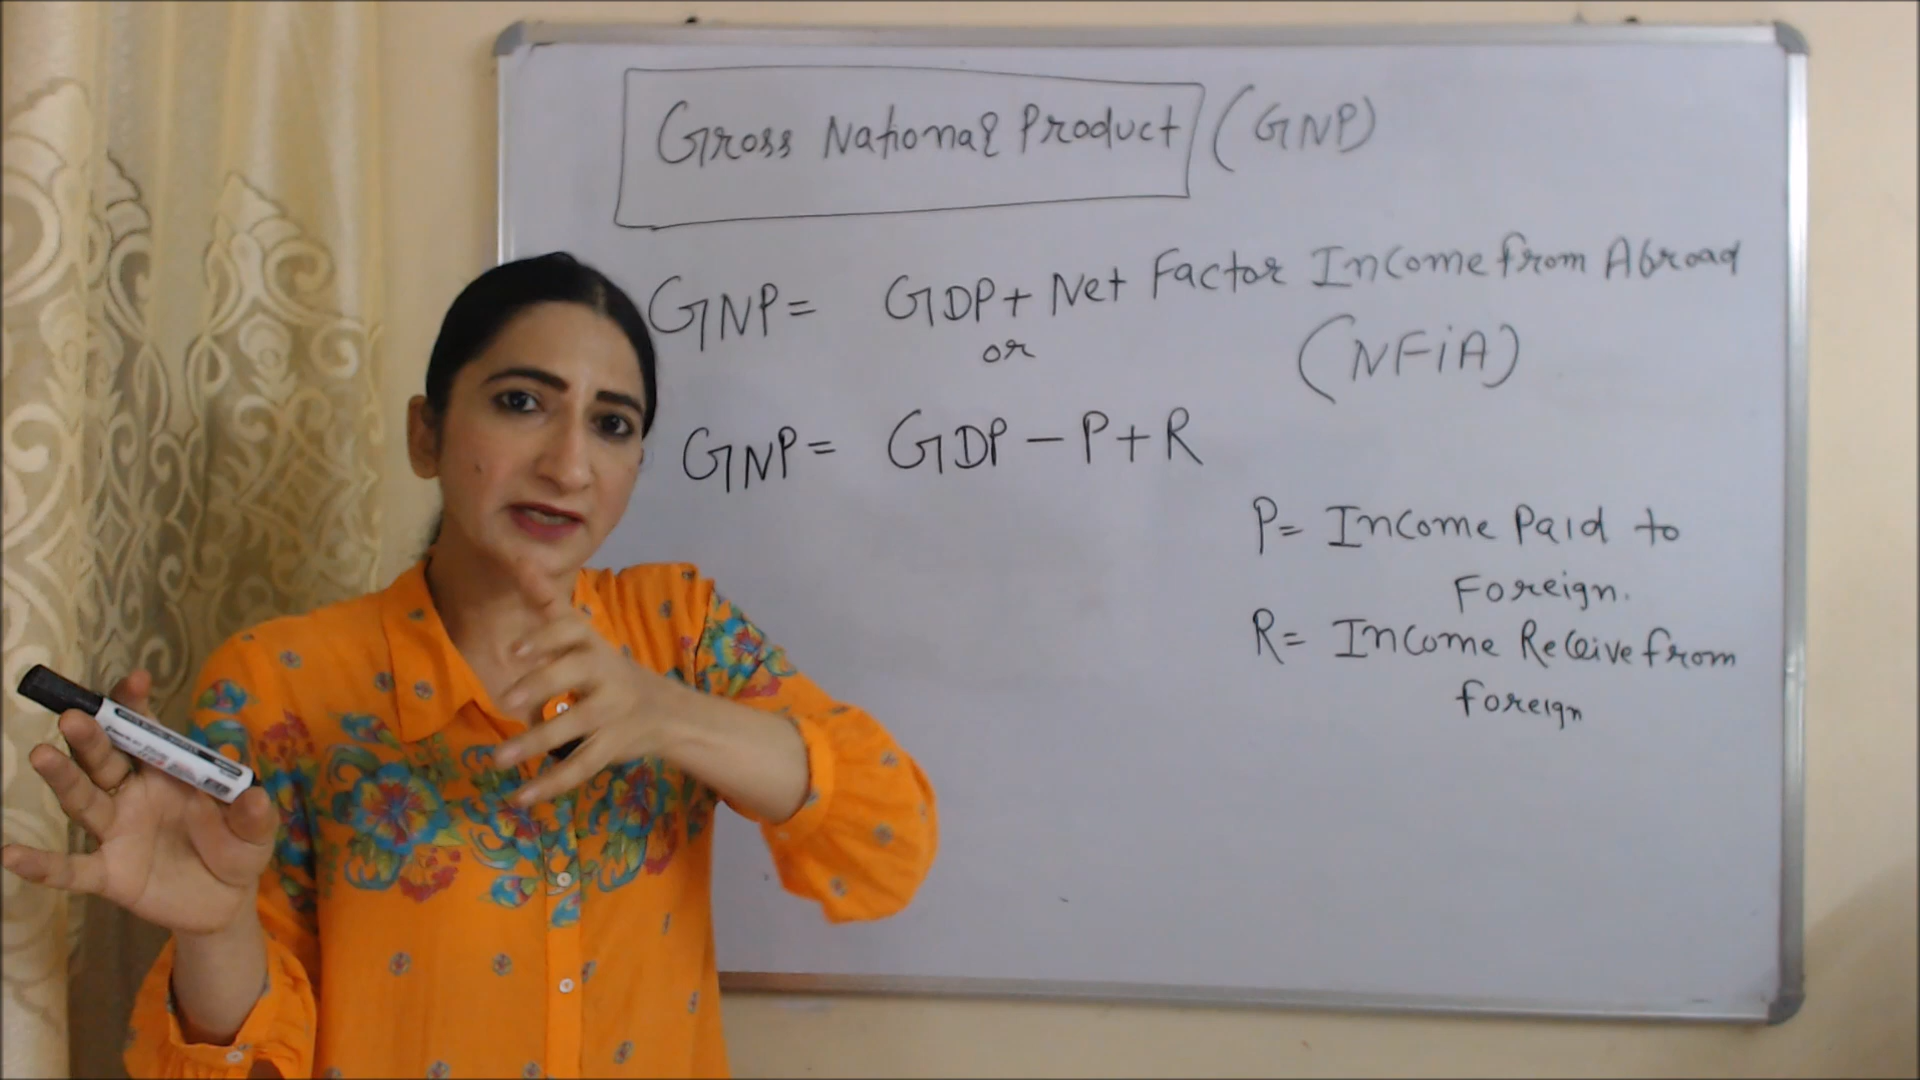 Gross National Product (GNP)
GNP= GDP+ Net Factor Income from Abroad
or
(NFiA)
GNP= GDP - P+R
P= Income Paid to
Foreign.
R= Income Receive from
foreign